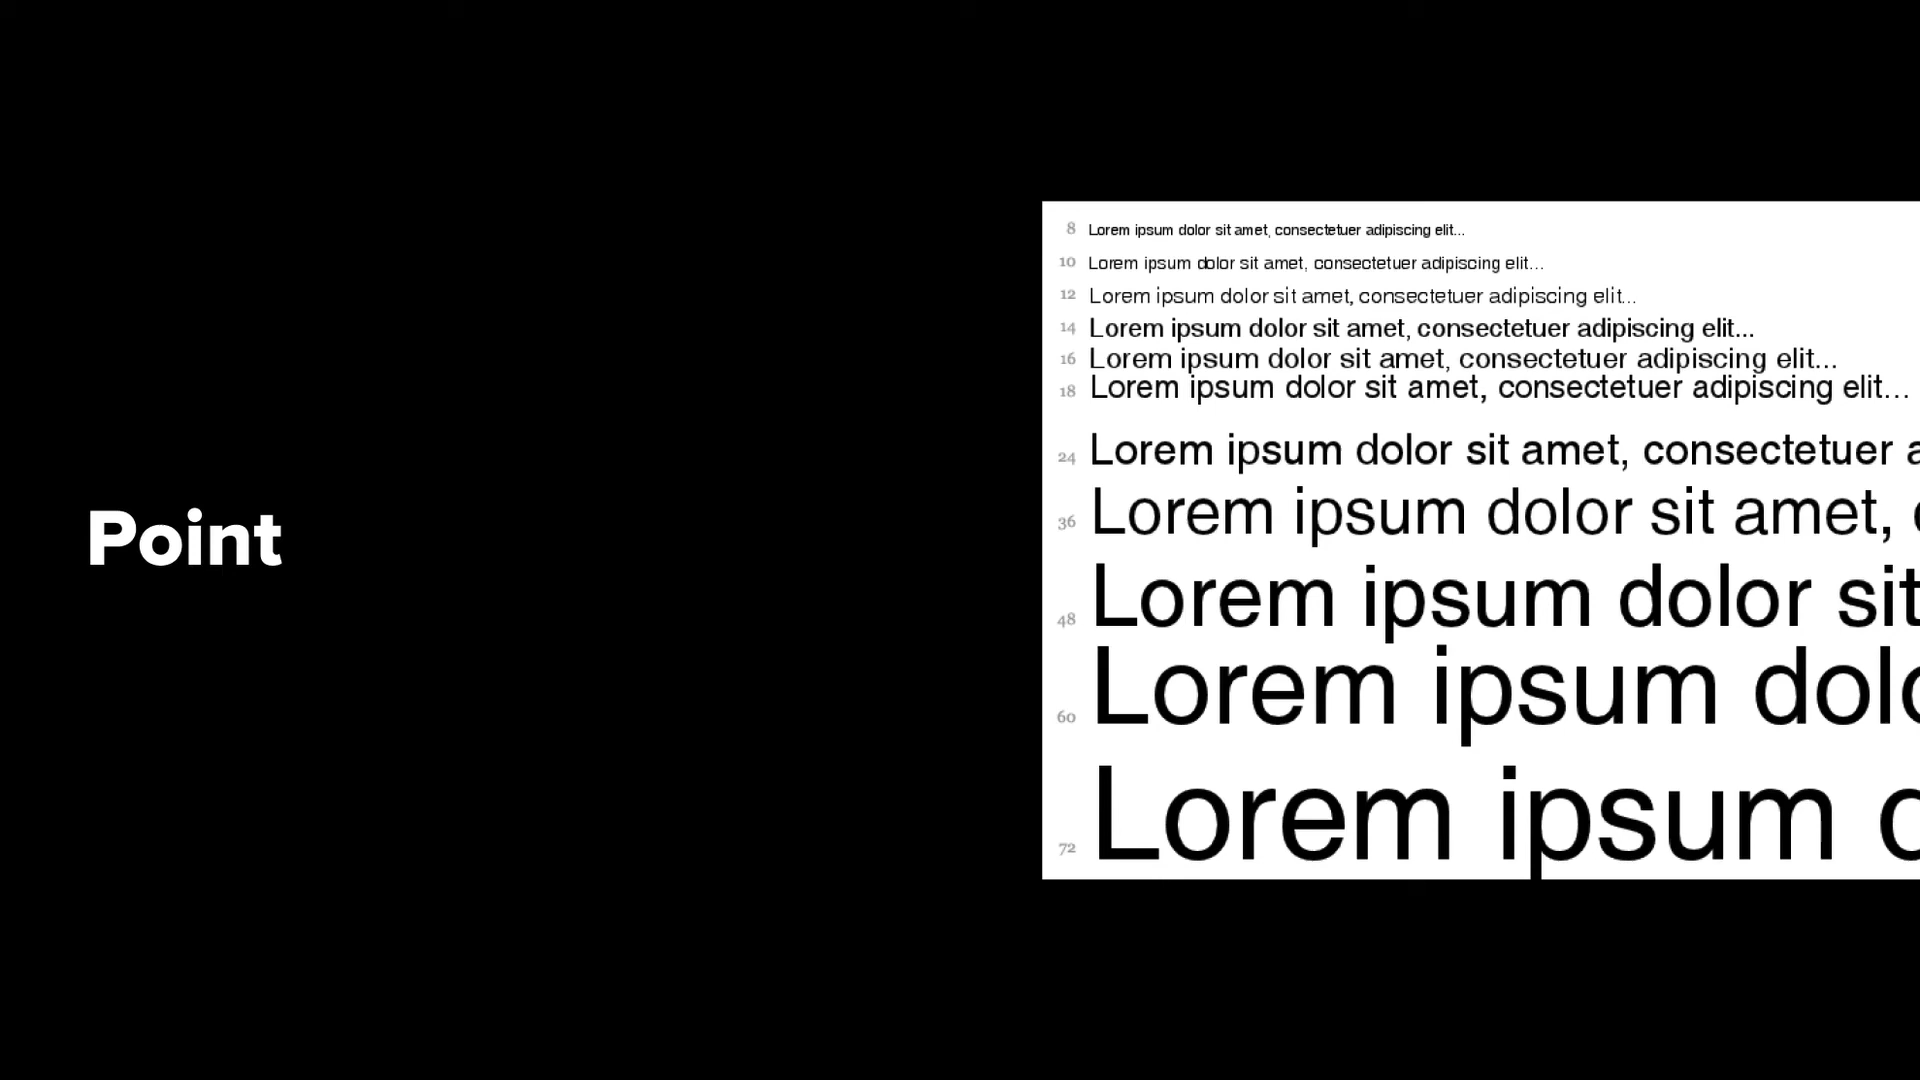 Point
8 Lorem ipsum dolor sit amet, consectetuer adipiscing elit...
10 Lorem ipsum dolor sit amet, consectetuer adipiscing elit...
12 Lorem ipsum dolor sit amet, consectetuer adipiscing elit...
14 Lorem ipsum dolor sit amet, consectetuer adipiscing elit...
16 Lorem ipsum dolor sit amet, consectetuer adipiscing elit...
18 Lorem ipsum dolor sit amet, consectetuer adipiscing elit...
24 Lorem ipsum dolor sit amet, consectetuer a
36 Lorem ipsum dolor sit amet,
48 Lorem ipsum dolor sit
60 Lorem ipsum dolo
72 Lorem ipsum